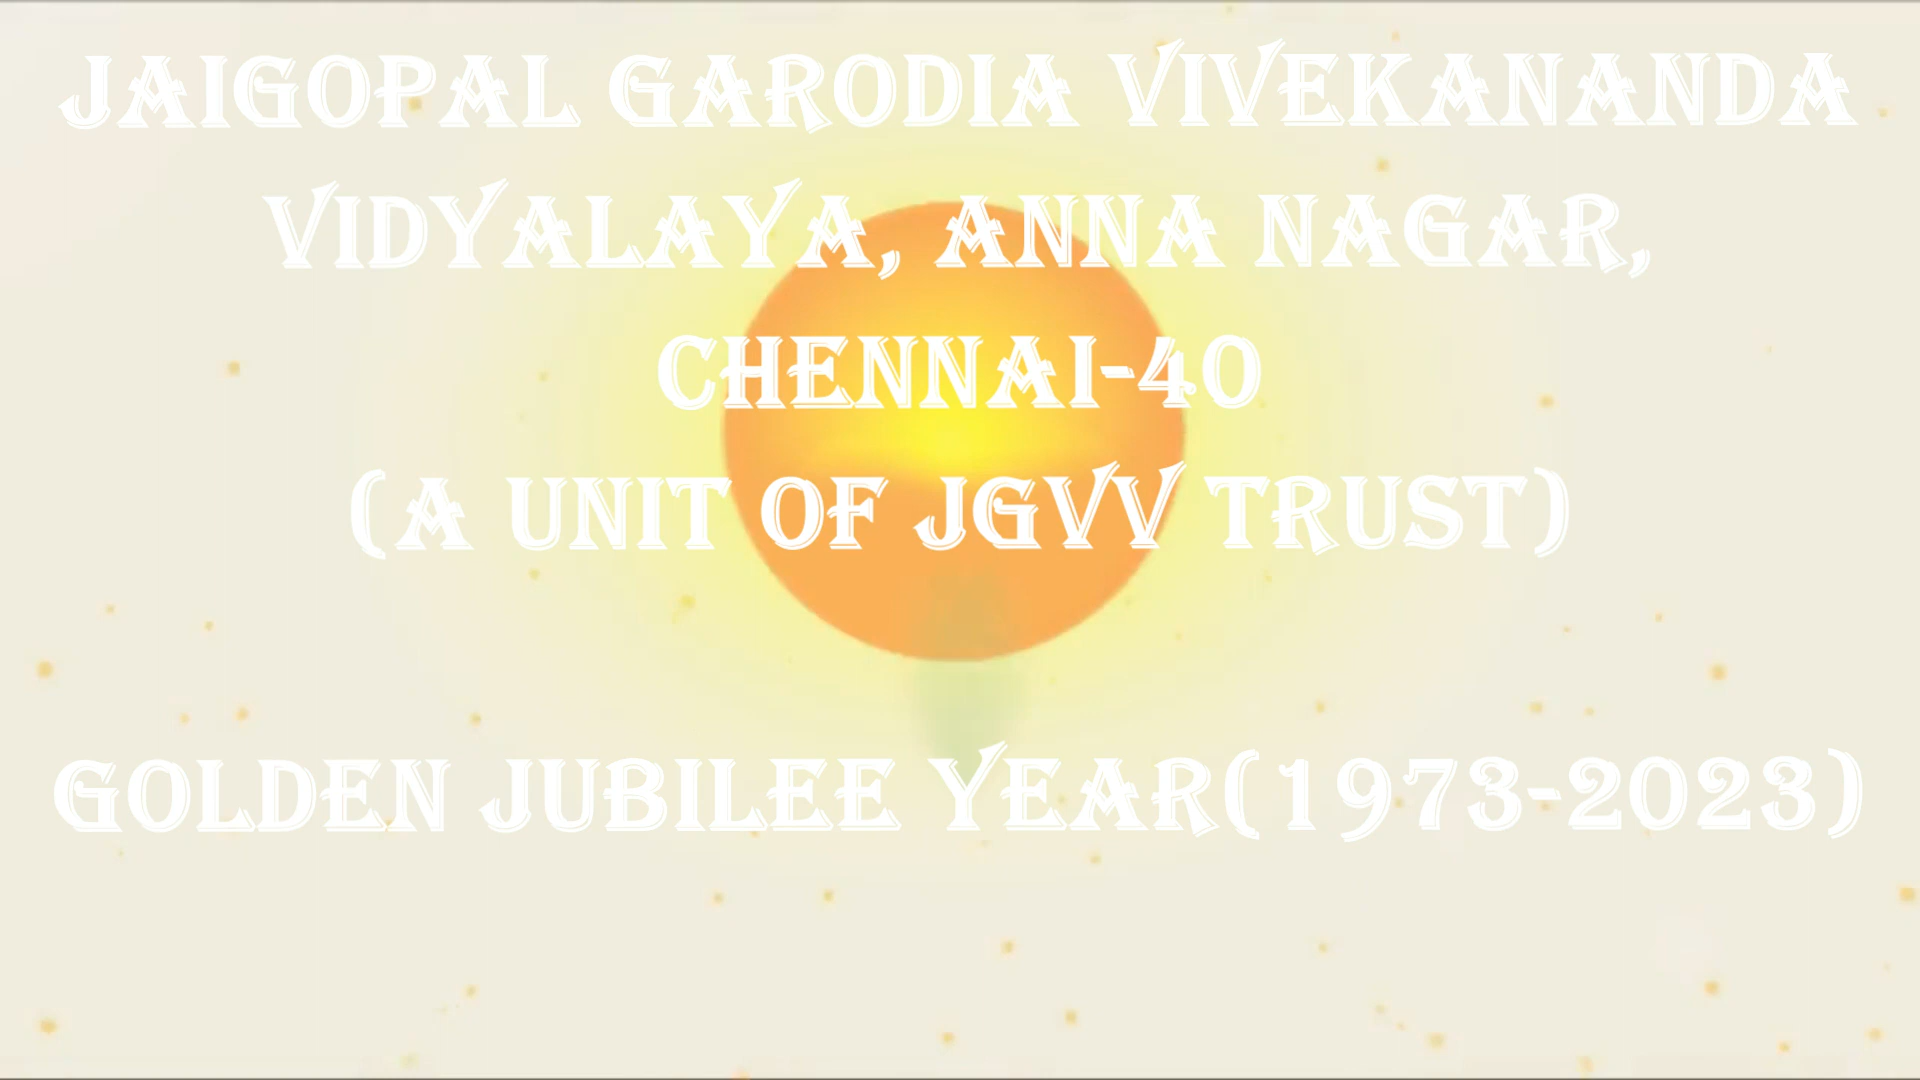 JAIGOPAL GARODIA VIVEKANANDA
VIDYALAYA, ANNA NAGAR,
CHENNAI-40
(A UNIT OF JGVV TRUST)
GOLDEN JUBILEE YEAR(1973-2023)